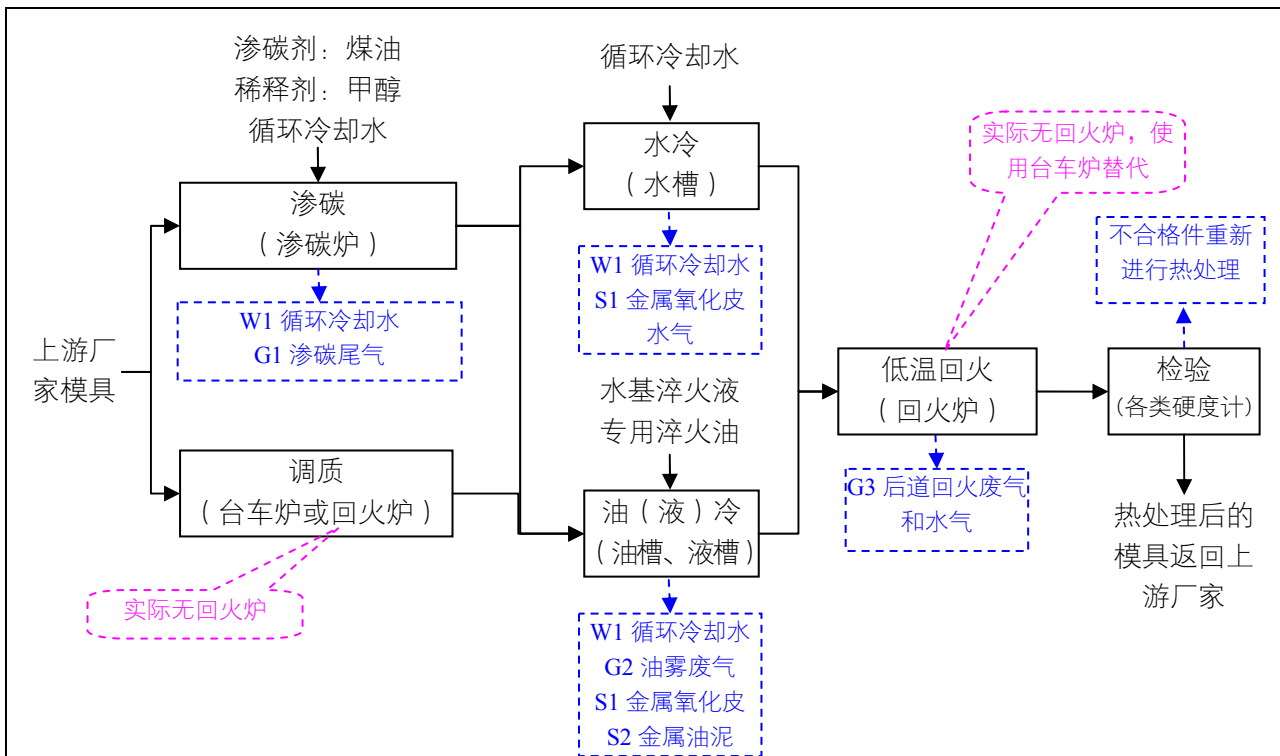 渗碳剂：煤油
稀释剂：甲醇
循环冷却水
渗碳
（渗碳炉）
W1 循环冷却水
G1 渗碳尾气
上游厂
家模具
调质
（台车炉或回火炉）
实际无回火炉
循环冷却水
水冷
（水槽）
W1 循环冷却水
S1 金属氧化皮
水气
水基淬火液
专用淬火油
油（液）冷
（油槽、液槽）
W1 循环冷却水
G2 油雾废气
S1 金属氧化皮
S2 金属油泥
实际无回火炉，使
用台车炉替代
低温回火
（回火炉）
G3 后道回火废气
和水气
不合格件重新
进行热处理
检验
(各类硬度计)
热处理后的
模具返回上
游厂家